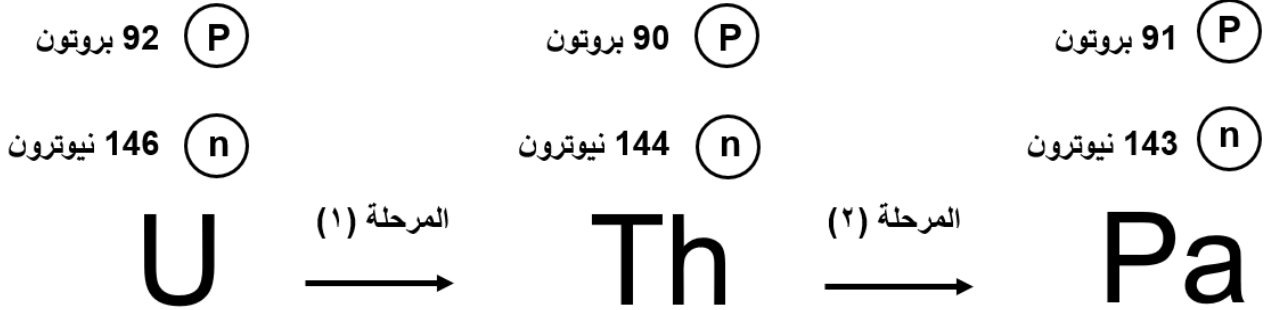 P 92 بروتون
P 90 بروتون
P 91 بروتون
n 146 نيوترون
n 144 نيوترون
n 143 نيوترون
المرحلة (١)
المرحلة (٢)
U
Th
Pa